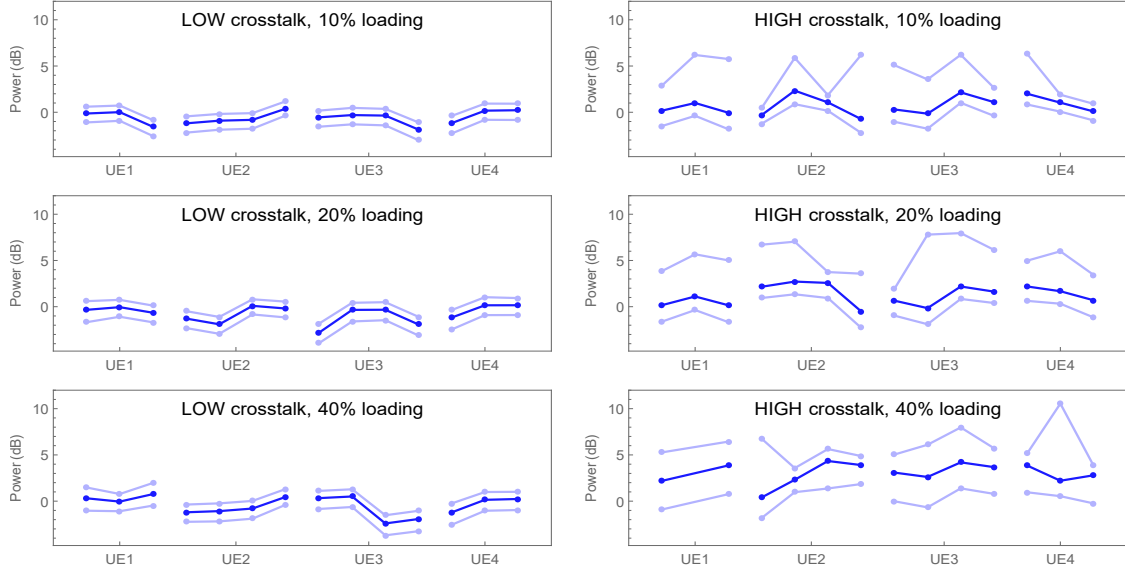 LOW crosstalk, 10% loading
Power (dB)
10
5
0
UE1 UE2 UE3 UE4
HIGH crosstalk, 10% loading
Power (dB)
10
5
0
UE1 UE2 UE3 UE4
LOW crosstalk, 20% loading
Power (dB)
10
5
0
UE1 UE2 UE3 UE4
HIGH crosstalk, 20% loading
Power (dB)
10
5
0
UE1 UE2 UE3 UE4
LOW crosstalk, 40% loading
Power (dB)
10
5
0
UE1 UE2 UE3 UE4
HIGH crosstalk, 40% loading
Power (dB)
10
5
0
UE1 UE2 UE3 UE4